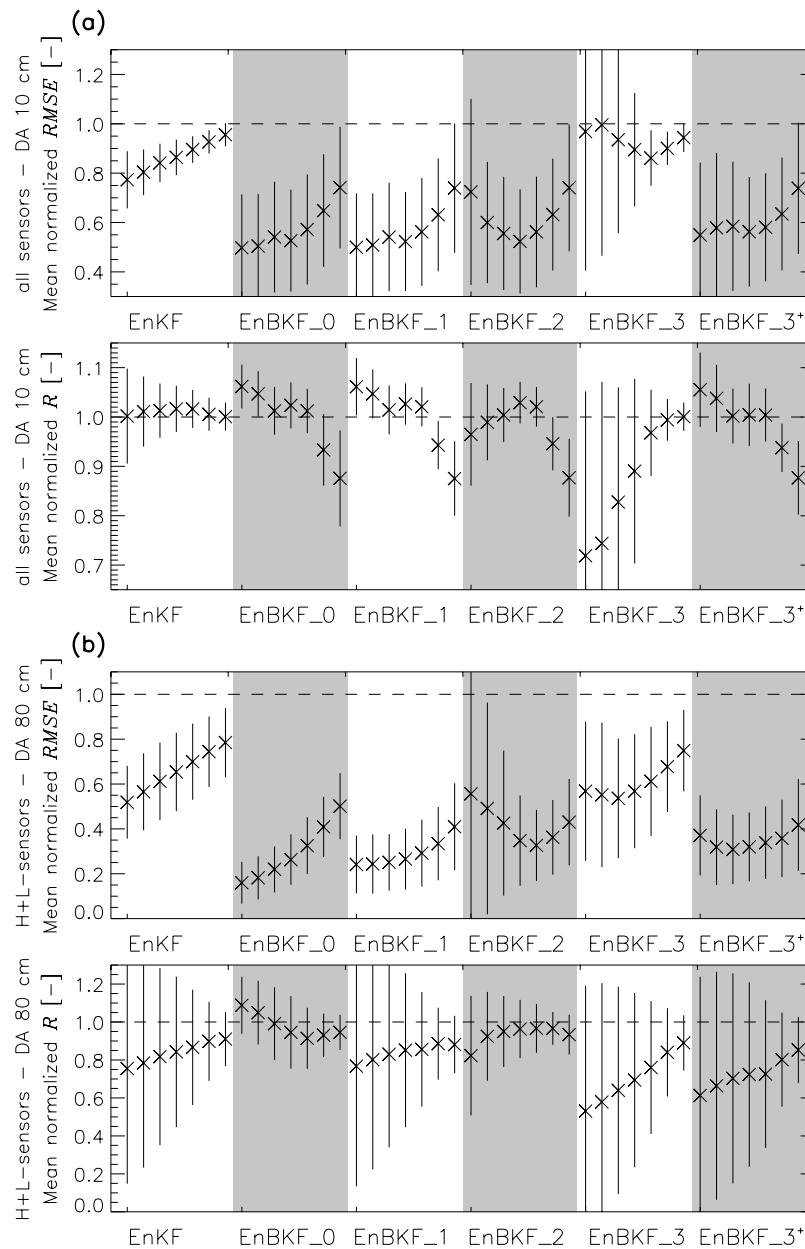 (a)
all sensors – DA 10 cm
Mean normalized RMSE [–]
1.2
1.0
0.8
0.6
0.4
EnKF EnBKF_0 EnBKF_1 EnBKF_2 EnBKF_3 EnBKF_3+
all sensors – DA 10 cm
Mean normalized R [–]
1.1
1.0
0.9
0.8
0.7
EnKF EnBKF_0 EnBKF_1 EnBKF_2 EnBKF_3 EnBKF_3+
(b)
H+L–sensors – DA 80 cm
Mean normalized RMSE [–]
1.0
0.8
0.6
0.4
0.2
0.0
EnKF EnBKF_0 EnBKF_1 EnBKF_2 EnBKF_3 EnBKF_3+
H+L–sensors – DA 80 cm
Mean normalized R [–]
1.2
1.0
0.8
0.6
0.4
0.2
0.0
EnKF EnBKF_0 EnBKF_1 EnBKF_2 EnBKF_3 EnBKF_3+